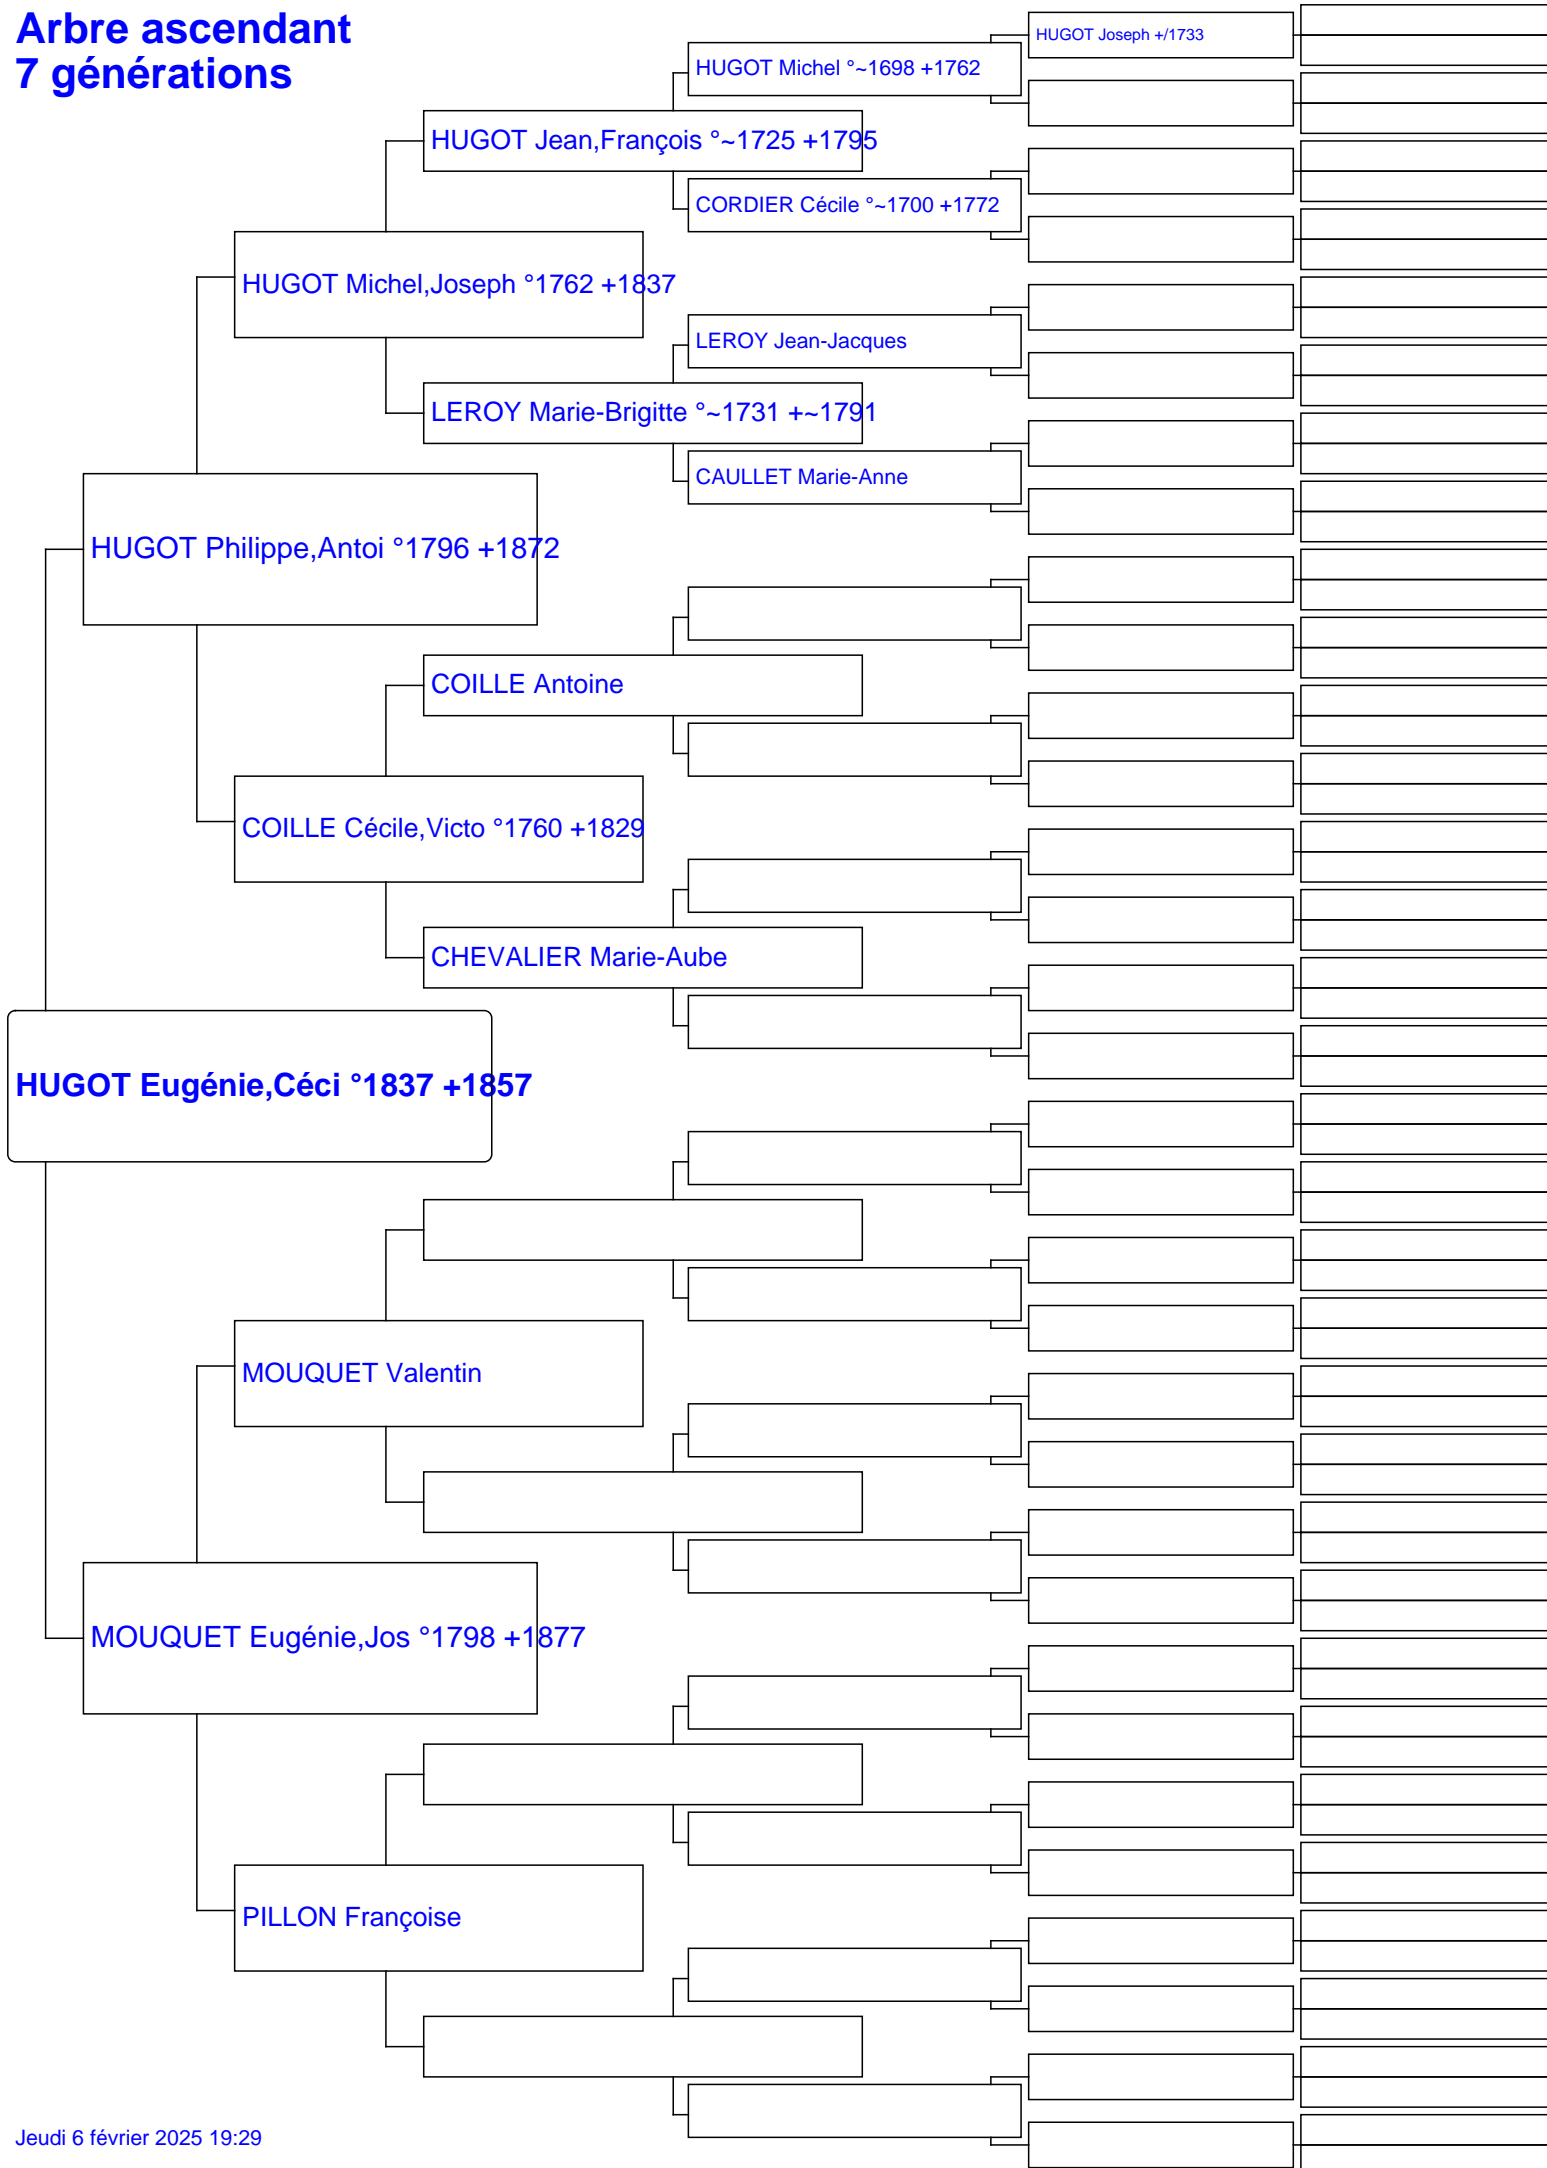 Arbre ascendant
7 générations
HUGOT Joseph +/1733
HUGOT Michel °~1698 +1762
HUGOT Jean,François °~1725 +1795
CORDIER Cécile °~1700 +1772
HUGOT Michel,Joseph °1762 +1837
LEROY Jean-Jacques
LEROY Marie-Brigitte °~1731 +~1791
CAULLET Marie-Anne
HUGOT Philippe,Antoi °1796 +1872
COILLE Antoine
COILLE Cécile,Victo °1760 +1829
CHEVALIER Marie-Aube
HUGOT Eugénie,Céci °1837 +1857
MOUQUET Valentin
MOUQUET Eugénie,Jos °1798 +1877
PILLON Françoise
Jeudi 6 février 2025 19:29